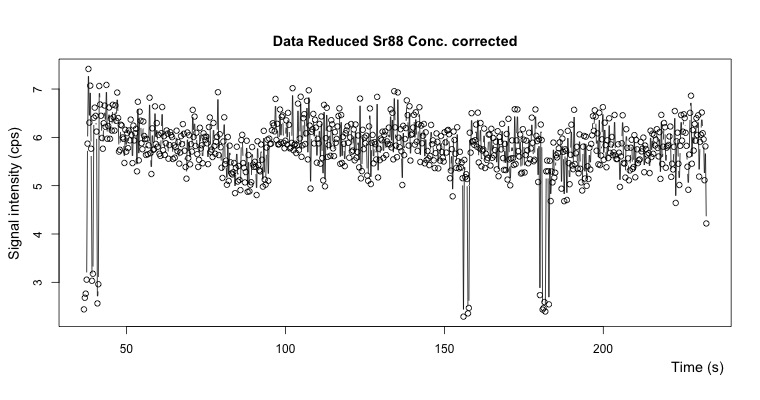 Data Reduced Sr88 Conc. corrected
Signal intensity (cps)
7
6
5
4
3
50 100 150 200
Time (s)